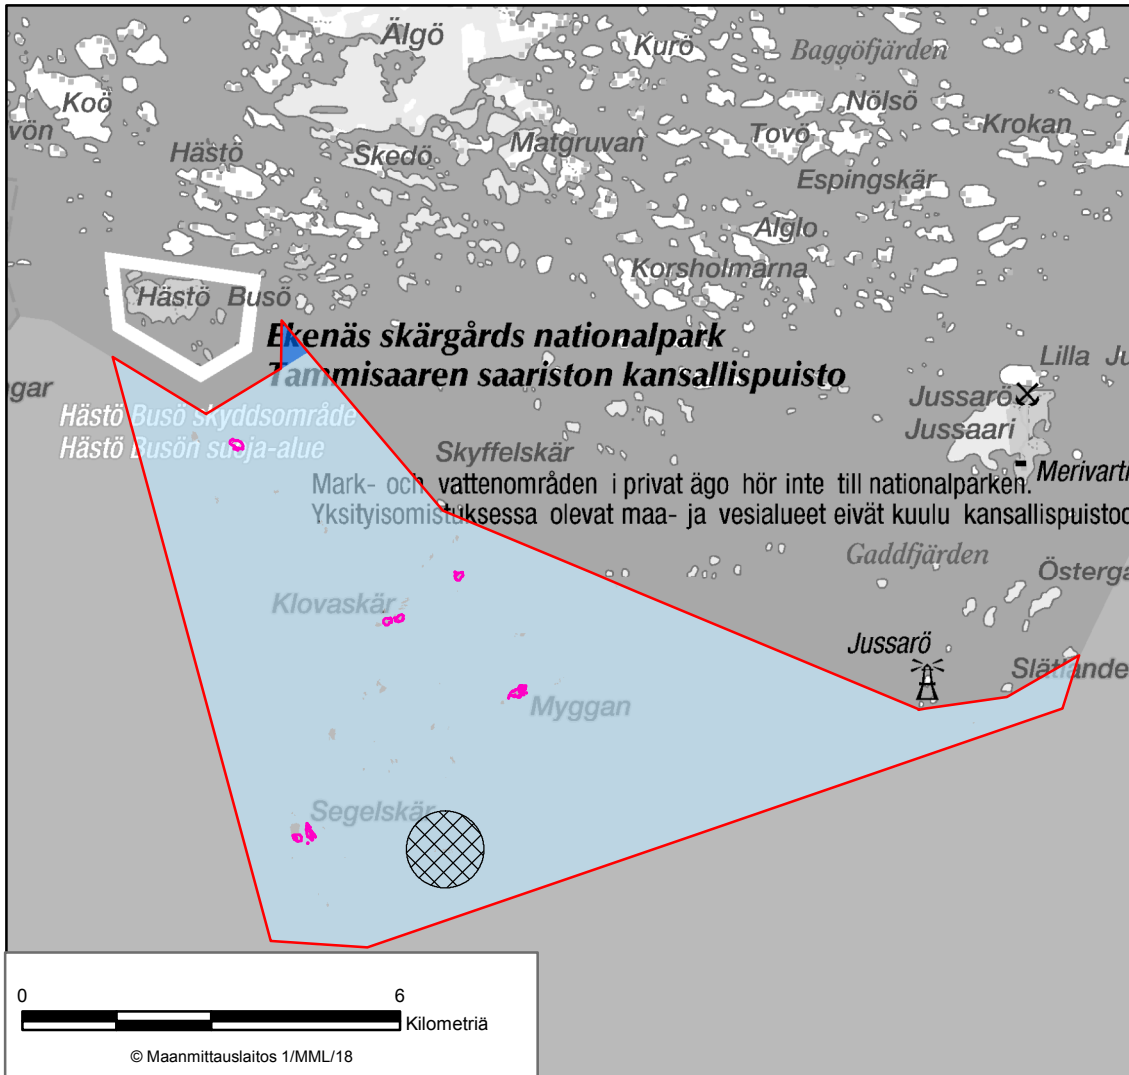 Älgö
Kurö
Baggöfjärden
Koö
Nölsö
vön
Hästö
Skedö
Matgruvan
Tovö
Krokan
Espingskär
Alglo
Korsholmarna
Hästö Busö
Ekenäs skärgårds nationalpark
Tammisaaren saariston kansallispuisto
Lilla Ju
gar
Jussarö
Jussaari
Hästö Busö skyddsområde
Hästö Busön suoja-alue
Skyffelskär
Merivarti
Mark- och vattenområden i privat ägo hör inte till nationalparken.
Yksityisomistuksessa olevat maa- ja vesialueet eivät kuulu kansallispuistoo
Gaddfjärden
Österga
Klovaskär
Jussarö
Slätlande
Myggan
Segelskär
0 6
Kilometriä
© Maanmittauslaitos 1/MML/18